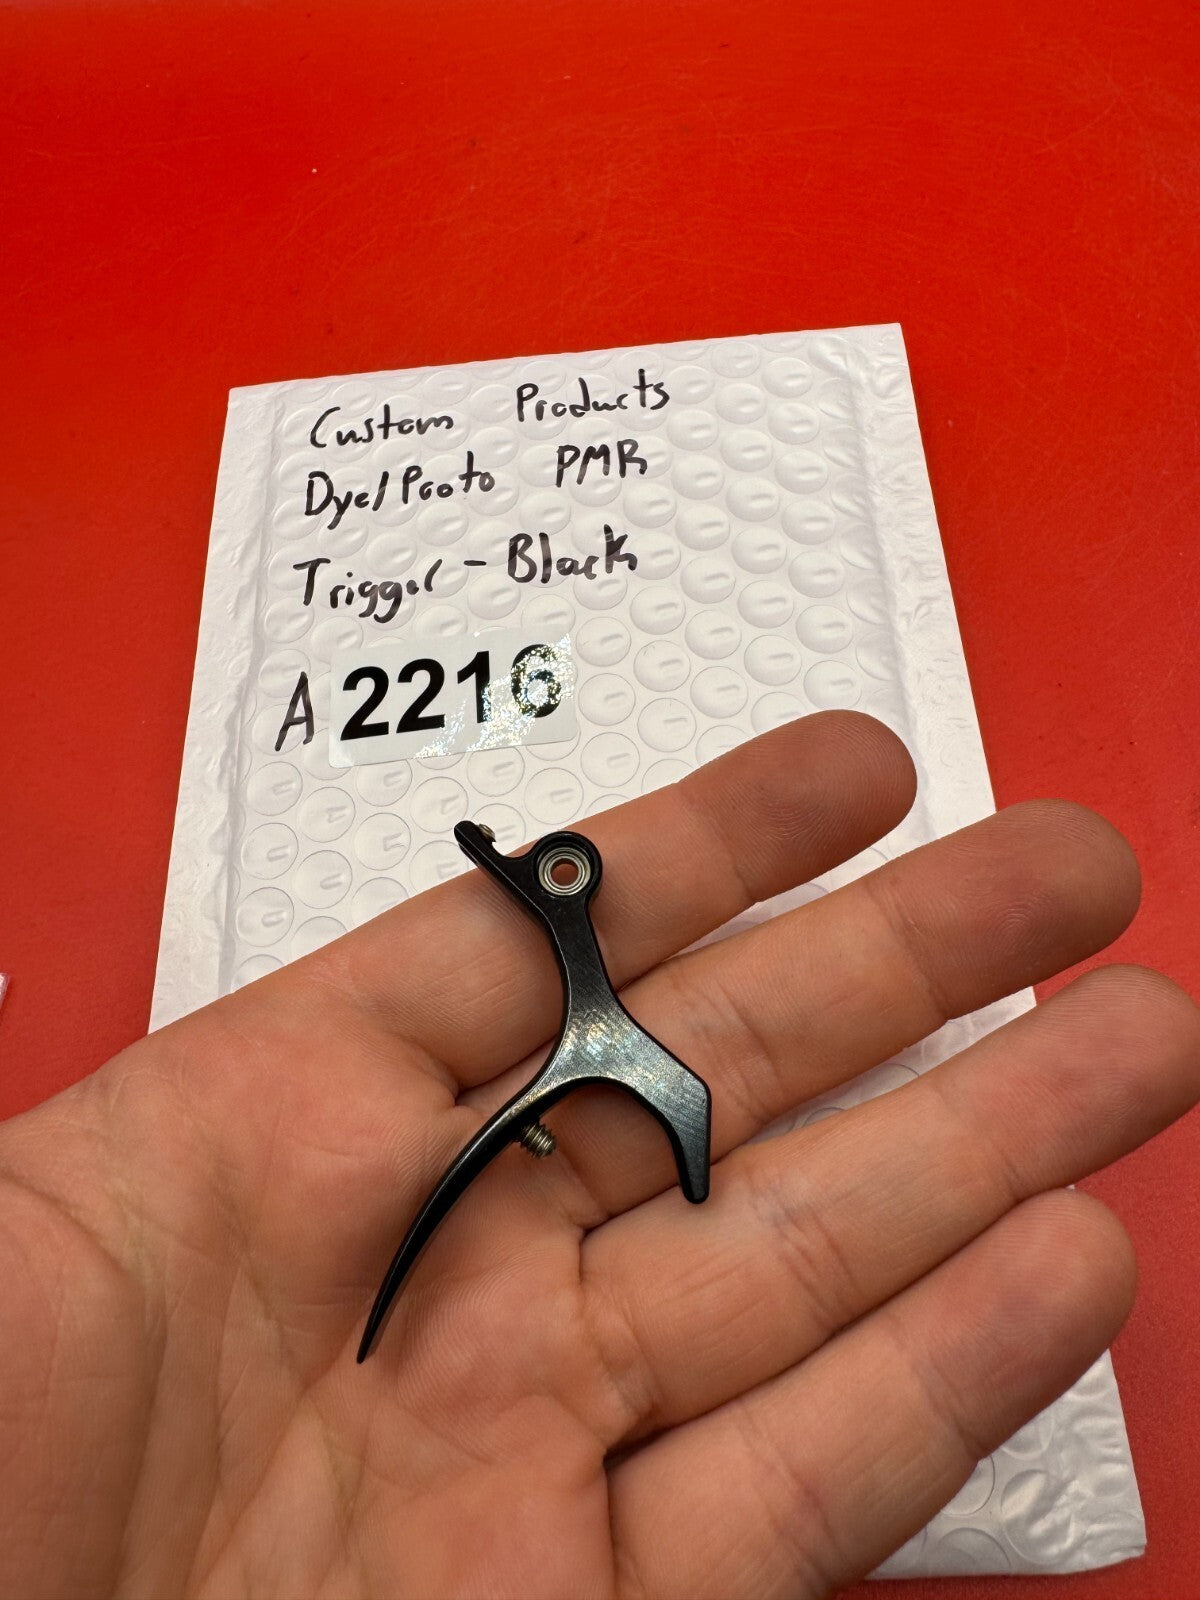 Custom Products
Dye/Proto PMR
Trigger - Black
A 2216